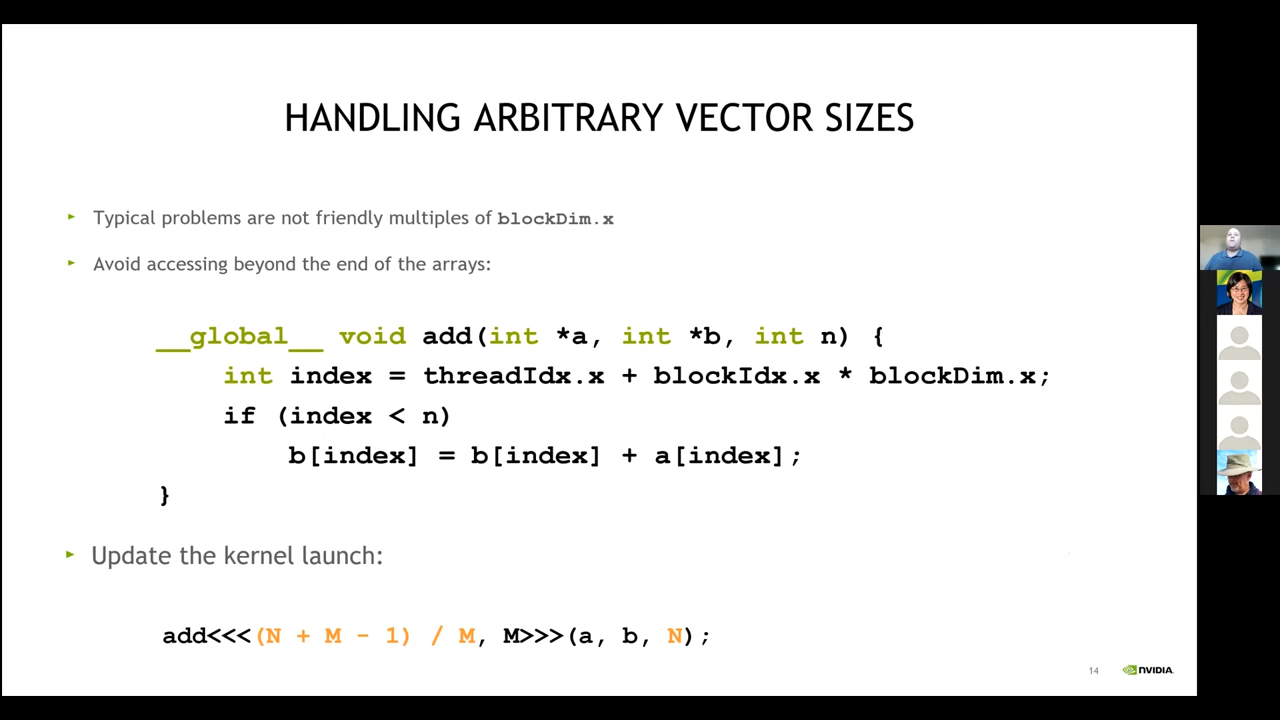 HANDLING ARBITRARY VECTOR SIZES
▸ Typical problems are not friendly multiples of blockDim.x
▸ Avoid accessing beyond the end of the arrays:
__global__ void add(int *a, int *b, int n) {
    int index = threadIdx.x + blockIdx.x * blockDim.x;
    if (index < n)
        b[index] = b[index] + a[index];
}
▸ Update the kernel launch:
add<<<(N + M - 1) / M, M>>>(a, b, N);
14 NVIDIA.